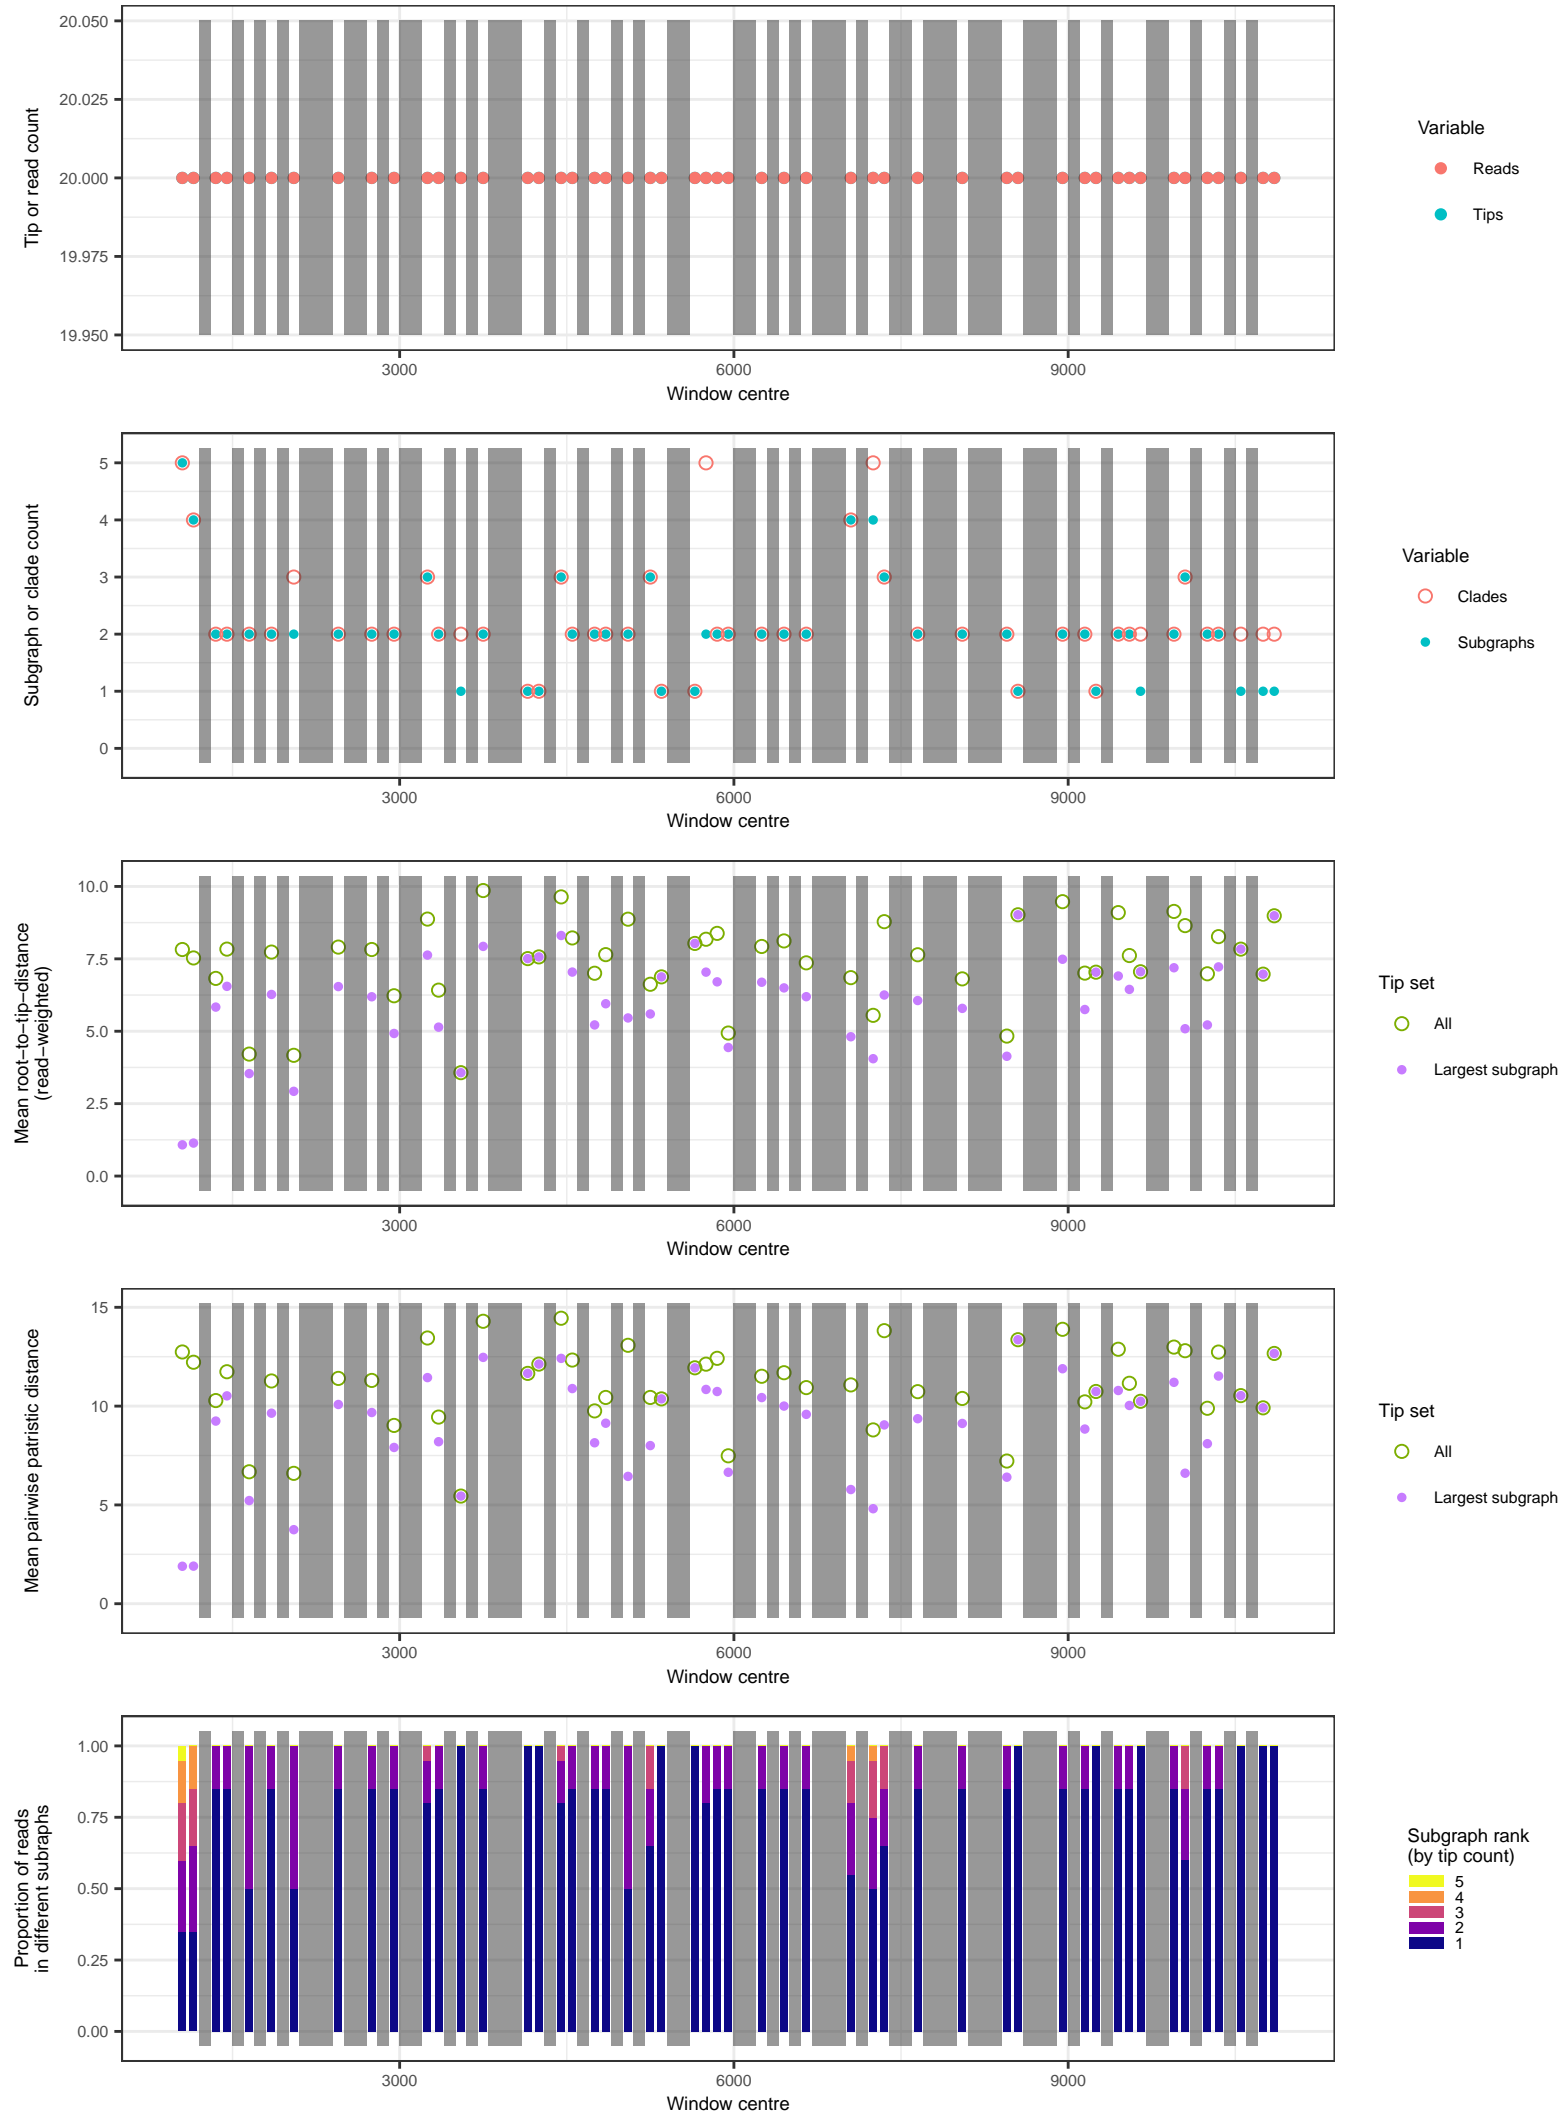 20.050
20.025
20.000
19.975
19.950
Tip or read count
3000
6000
9000
Window centre
Variable
Reads
Tips
5
4
3
2
1
0
Subgraph or clade count
3000
6000
9000
Window centre
Variable
Clades
Subgraphs
10.0
7.5
5.0
2.5
0.0
Mean root−to−tip−distance
(read−weighted)
3000
6000
9000
Window centre
Tip set
All
Largest subgraph
15
10
5
0
Mean pairwise patristic distance
3000
6000
9000
Window centre
Tip set
All
Largest subgraph
1.00
0.75
0.50
0.25
0.00
Proportion of reads
in different subraphs
3000
6000
9000
Window centre
Subgraph rank
(by tip count)
5
4
3
2
1